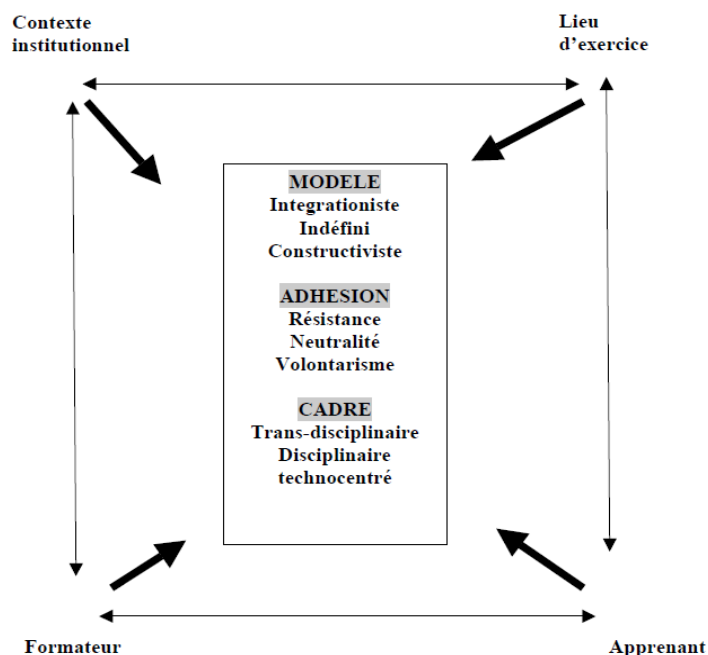 Contexte
institutionnel
Lieu
d’exercice
MODELE
Integrationiste
Indéfini
Constructiviste
ADHESION
Résistance
Neutralité
Volontarisme
CADRE
Trans-disciplinaire
Disciplinaire
technocentré
Formateur
Apprenant